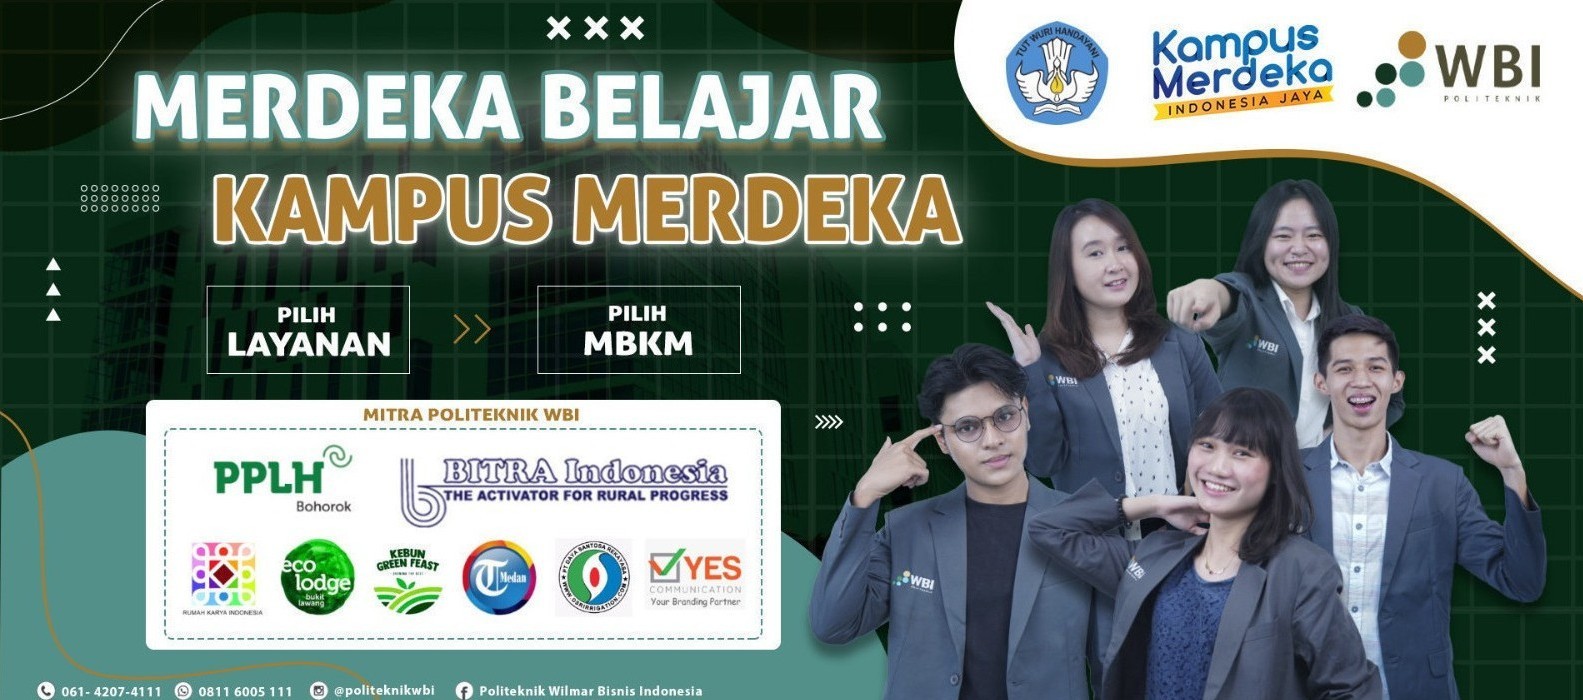 MERDEKA BELAJAR
KAMPUS MERDEKA
TUT WURI HANDAYANI
Kampus
Merdeka
INDONESIA JAYA
WBI
POLITEKNIK
PILIH
LAYANAN
PILIH
MBKM
MITRA POLITEKNIK WBI
PPLH
Bohorok
BITRA Indonesia
THE ACTIVATOR FOR RURAL PROGRESS
RUMAH KARYA INDONESIA
eco
lodge
bukit
lawang
KEBUN
GREEN FEAST
T
Medan
YES
COMMUNICATION
Your Branding Partner
WBI
WBI
WBI
WBI
061- 4207-4111
0811 6005 111
@politeknikwbi
Politeknik Wilmar Bisnis Indonesia